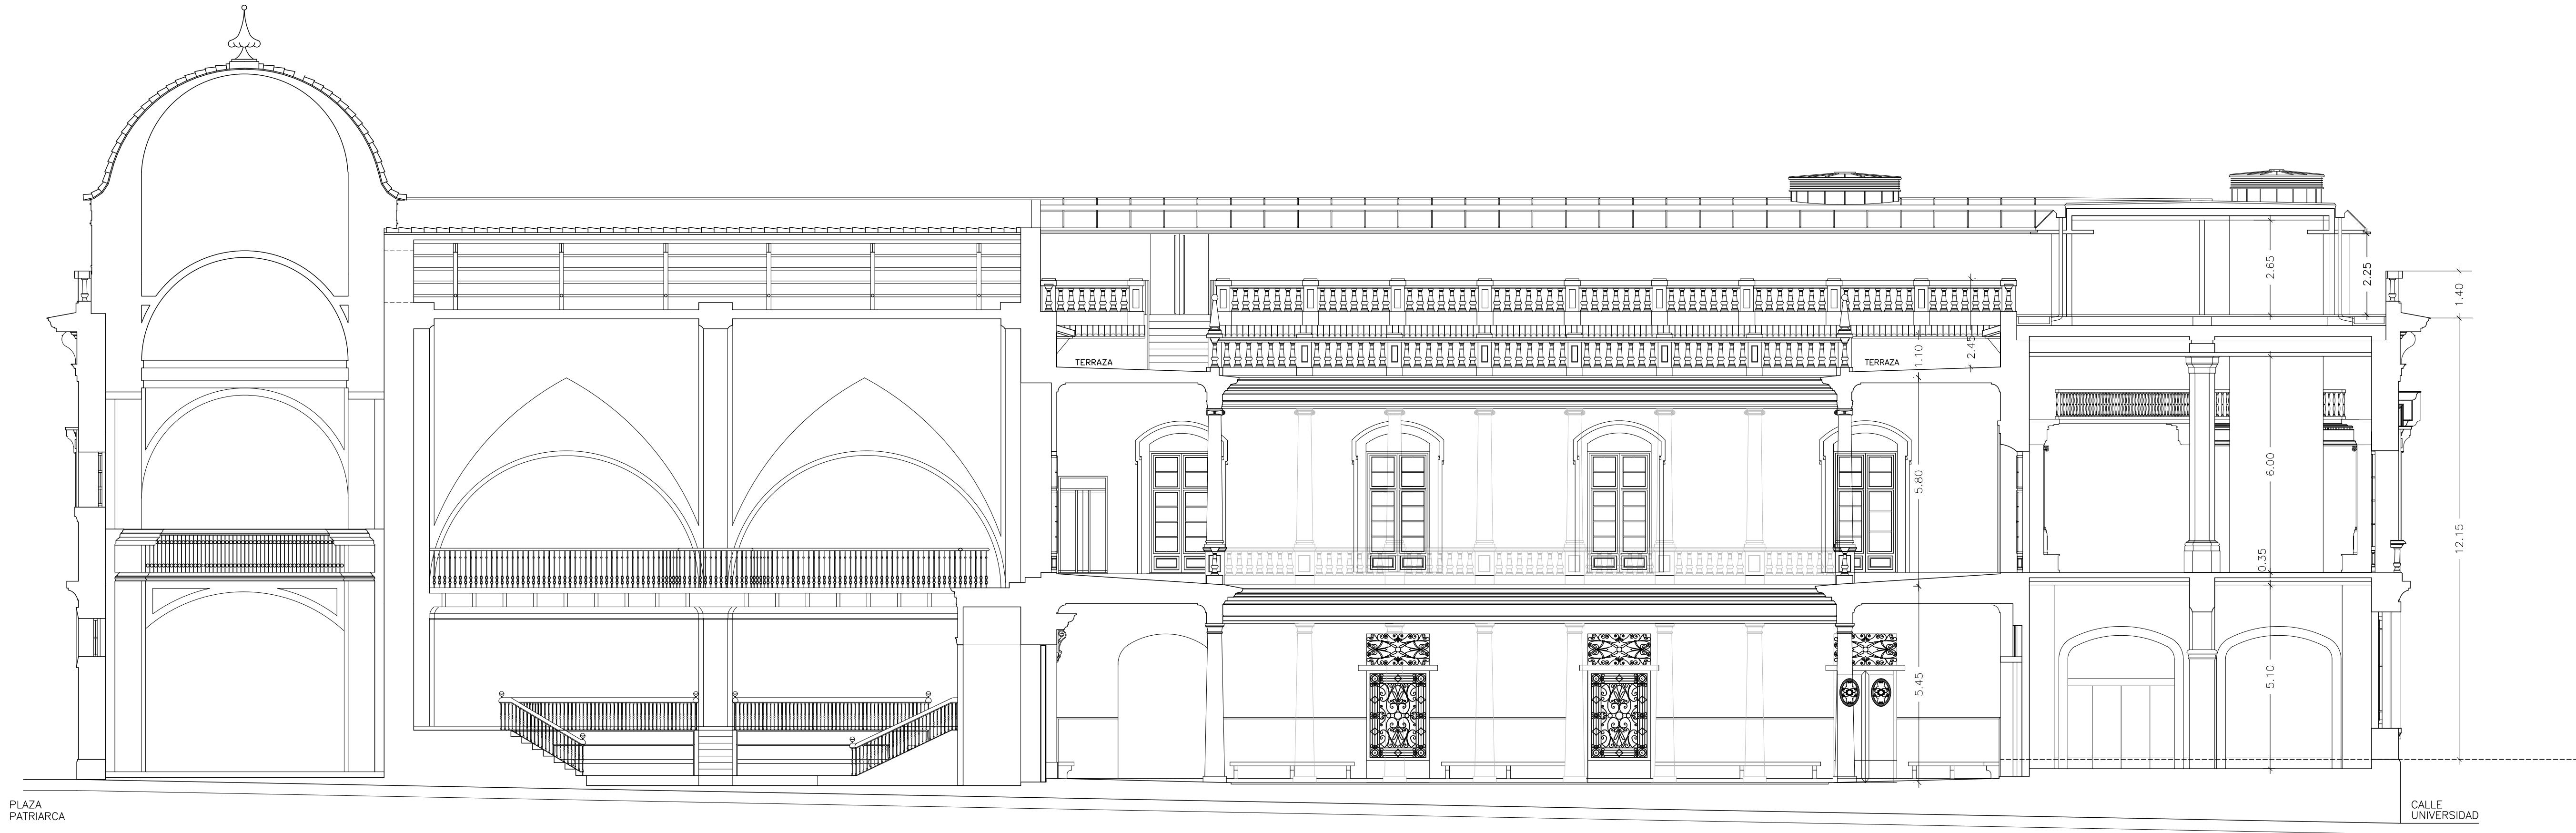 2.65
2.25
1.40
TERRAZA
1.10
2.45
TERRAZA
5.80
6.00
12.15
0.35
5.45
5.10
PLAZA
PATRIARCA
CALLE
UNIVERSIDAD